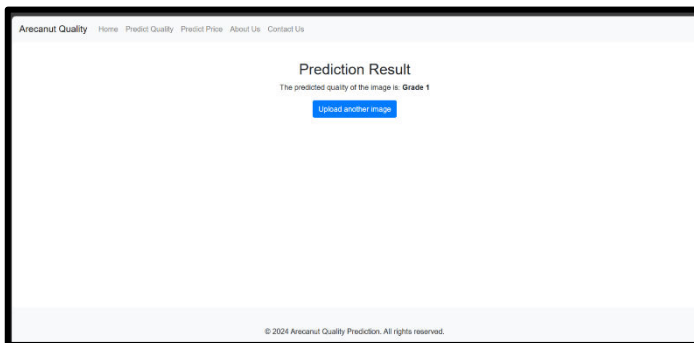 Arecanut Quality Home Predict Quality Predict Price About Us Contact Us
Prediction Result
The predicted quality of the image is: Grade 1
Upload another image
© 2024 Arecanut Quality Prediction. All rights reserved.